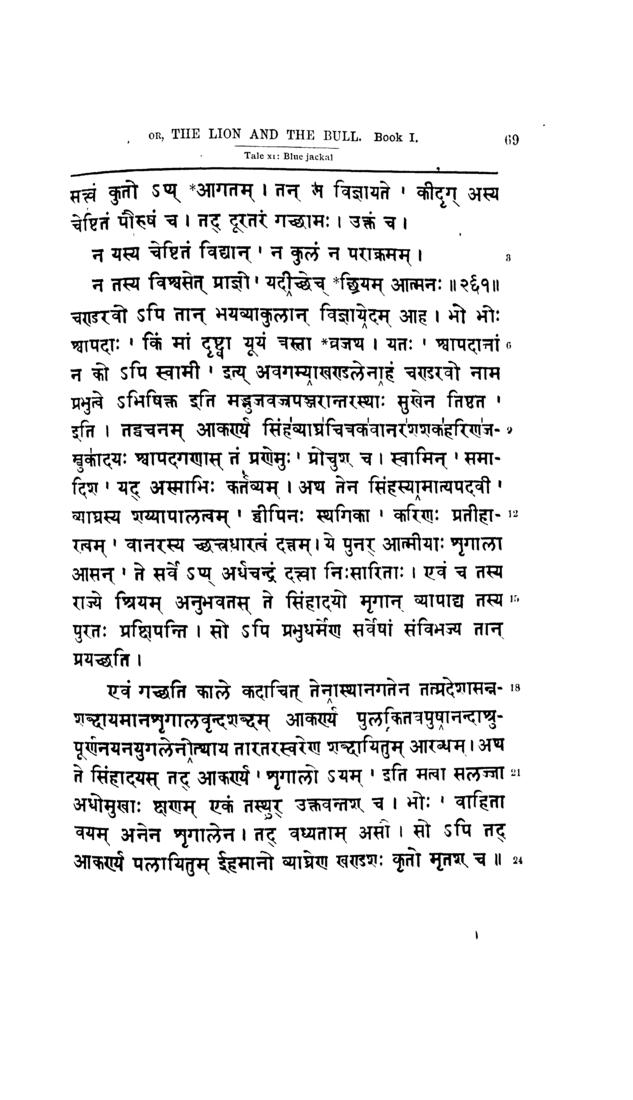 OR, THE LION AND THE BULL. Book I. 69
Tale XI: Blue jackal
सत्त्वं कुतो ऽप्य् *आगतम् । तन् न विज्ञायते ' कीदृग् अस्य
चेष्टितं पौरुषं च । तद् दूरतरं गच्छामः । उक्तं च ।
न यस्य चेष्टितं विद्यान् ' न कुलं न पराक्रमम् । 3
न तस्य विश्वसेत् प्राज्ञो ' यदीच्छेच् *छ्रियम् आत्मनः ॥ २६१॥
चण्डरवो ऽपि तान् भयव्याकुलान् विज्ञायेदम् आह । भो भोः
श्वापदाः ' किं मां दृष्ट्वा यूयं त्रस्ता *व्रजथ । यतः ' श्वापदानां 6
न को ऽपि स्वामी ' इत्य् अवगम्याखण्डलेनाहं चण्डरवो नाम
प्रभुत्वे ऽभिषिक्त इति मद्भुजवज्रपञ्जरान्तरस्थाः सुखेन तिष्ठत '
इति । तद्वचनम् आकर्ण्य सिंहव्याघ्रचित्रकवानरशशकहरिणज- 9
म्बुकादयः श्वापदगणास् तं प्रणेमुः ' प्रोचुश् च । स्वामिन् ' समा-
दिश ' यद् अस्माभिः कर्तव्यम् । अथ तेन सिंहस्यामात्यपदवी '
व्याघ्रस्य शय्यापालत्वम् ' द्वीपिनः स्थगिका ' करिणः प्रतीहा- 12
रत्वम् ' वानरस्य च्छत्त्रधारत्वं दत्तम् । ये पुनर् आत्मीयाः शृगाला
आसन् ' ते सर्वे ऽप्य् अर्धचन्द्रं दत्त्वा निःसारिताः । एवं च तस्य
राज्ये श्रियम् अनुभवतस् ते सिंहादयो मृगान् व्यापाद्य तस्य 15
पुरतः प्रक्षिपन्ति । सो ऽपि प्रभुधर्मेण सर्वेषां संविभज्य तान्
प्रयच्छति ।
एवं गच्छति काले कदाचित् तेनास्थानगतेन तत्प्रदेशासन्न- 18
शब्दायमानशृगालवृन्दशब्दम् आकर्ण्य पुलकितवपुषानन्दाश्रु-
पूर्णनयनयुगलेनोत्थाय तारतरस्वरेण शब्दायितुम् आरब्धम् । अथ
ते सिंहादयस् तद् आकर्ण्य ' शृगालो ऽयम् ' इति मत्वा सलज्जा 21
अधोमुखाः क्षणम् एकं तस्थुर् उक्तवन्तश् च । भोः ' वाहिता
वयम् अनेन शृगालेन । तद् वध्यताम् असौ । सो ऽपि तद्
आकर्ण्य पलायितुम् ईहमानो व्याघ्रेण खण्डशः कृतो मृतश् च ॥ 24